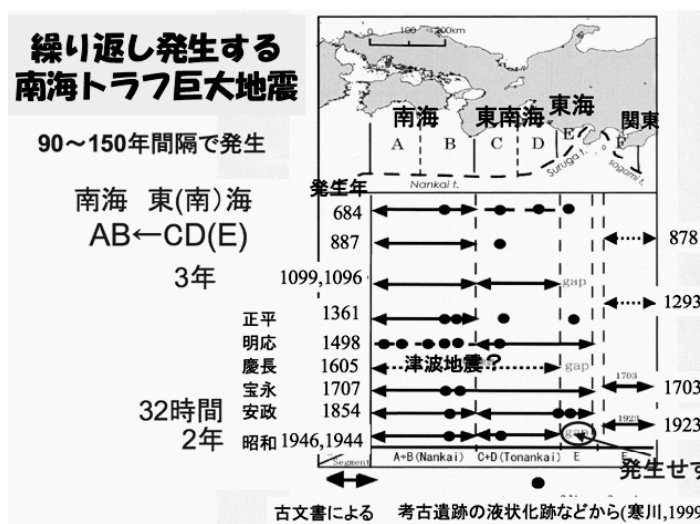 繰り返し発生する
南海トラフ巨大地震
90〜150年間隔で発生
南海 東(南)海
AB←CD(E)
3年
32時間
2年
0 100 200km
南海 東南海 東海 関東
A B C D E F
Nankai t.
Suruga t.
sagami t.
発生年
684
887
878
1099,1096 gap
1293
正平 1361
明応 1498
慶長 1605 津波地震? gap
宝永 1707 1703 1703
安政 1854
昭和 1946,1944 gap 1923 1923
Segment A+B(Nankai) C+D(Tonankai) E F
発生せず
古文書による 考古遺跡の液状化跡などから(寒川,1999